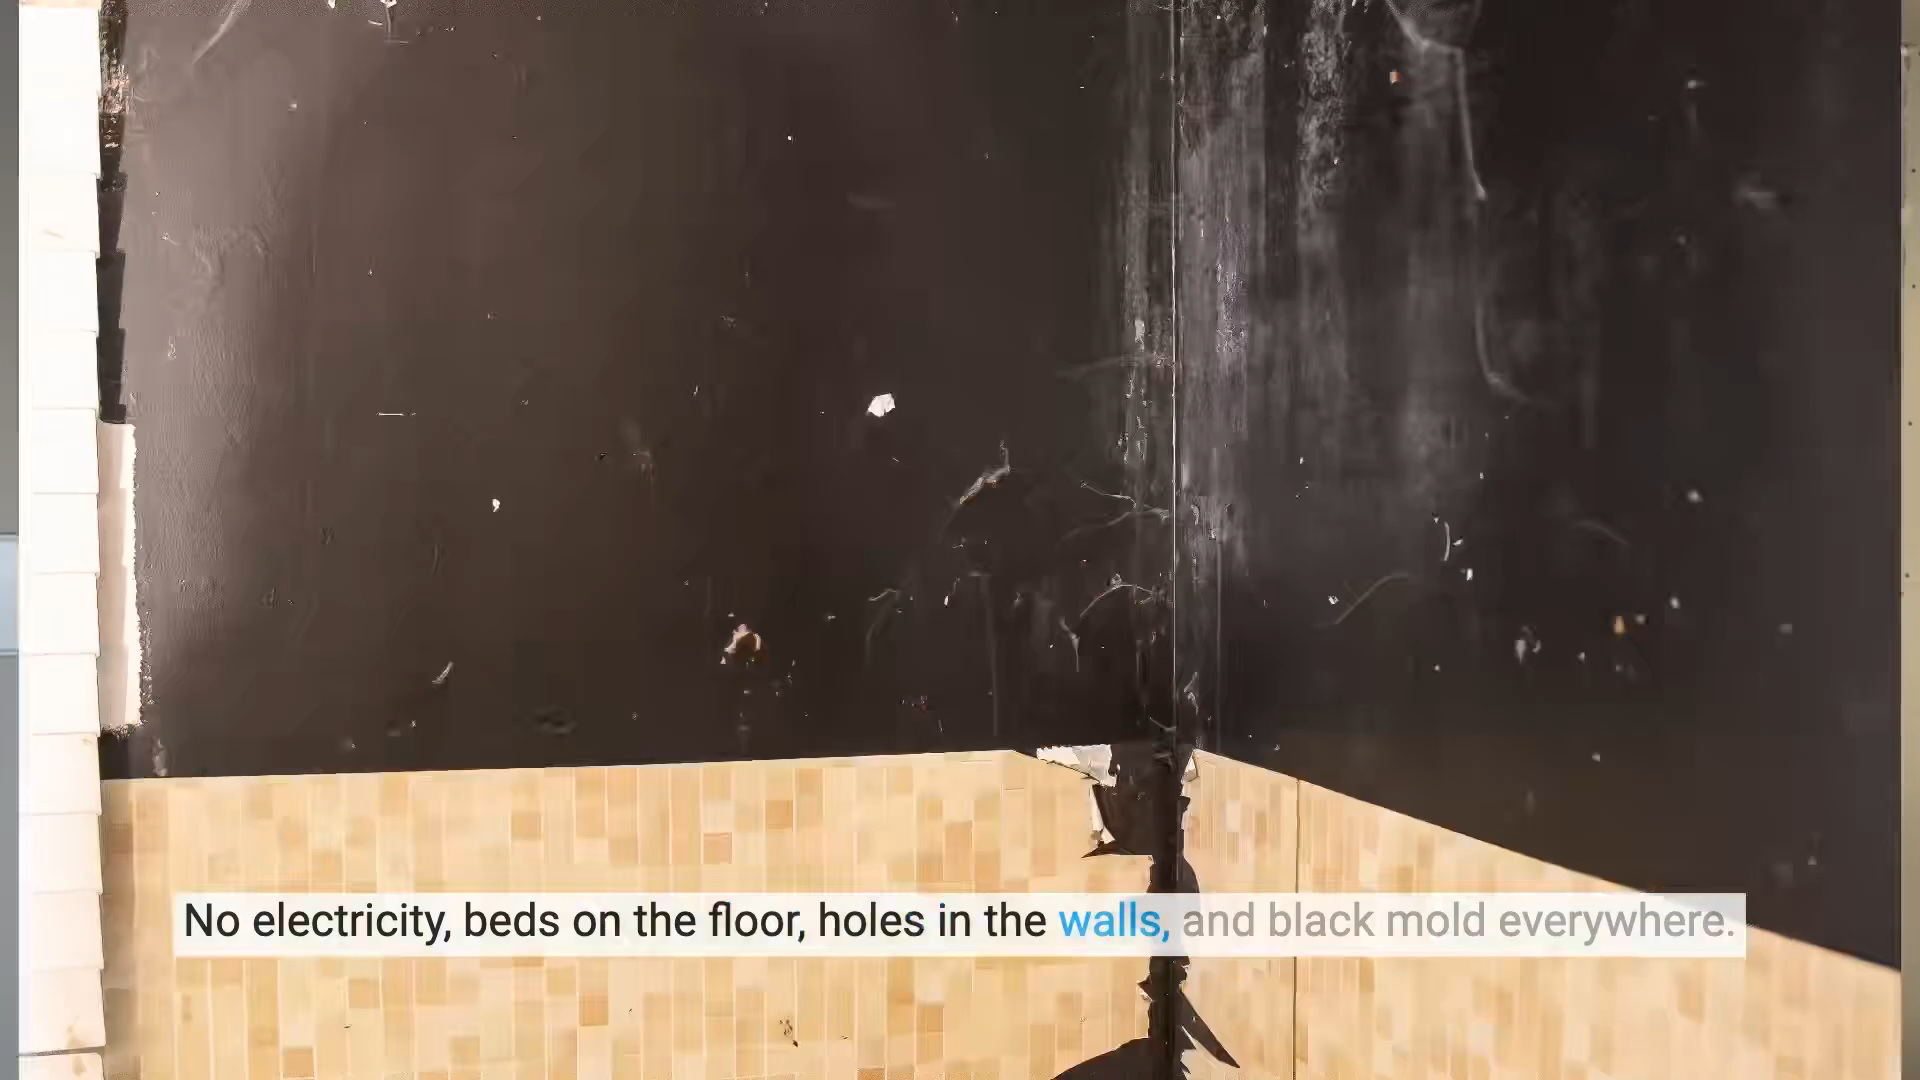 No electricity, beds on the floor, holes in the walls, and black mold everywhere.